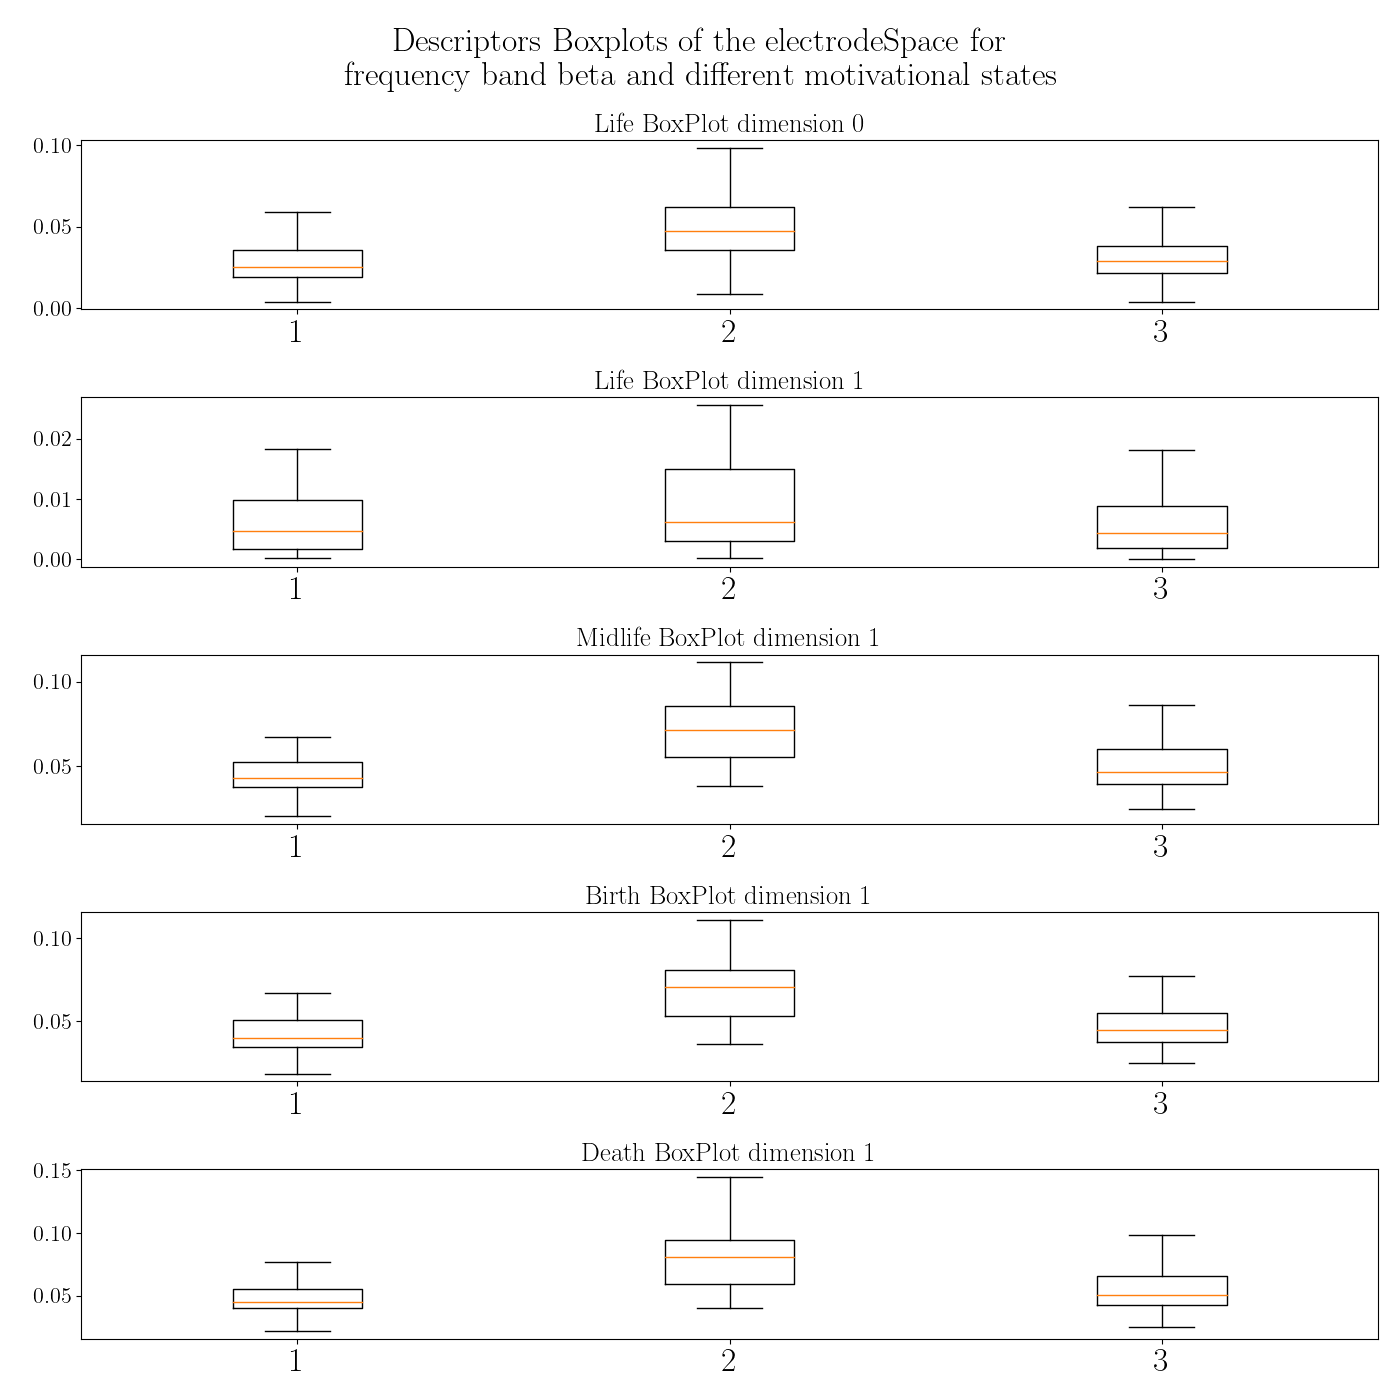 Descriptors Boxplots of the electrodeSpace for
frequency band beta and different motivational states
Life BoxPlot dimension 0
0.10
0.05
0.00
1 2 3
Life BoxPlot dimension 1
0.02
0.01
0.00
1 2 3
Midlife BoxPlot dimension 1
0.10
0.05
1 2 3
Birth BoxPlot dimension 1
0.10
0.05
1 2 3
Death BoxPlot dimension 1
0.15
0.10
0.05
1 2 3